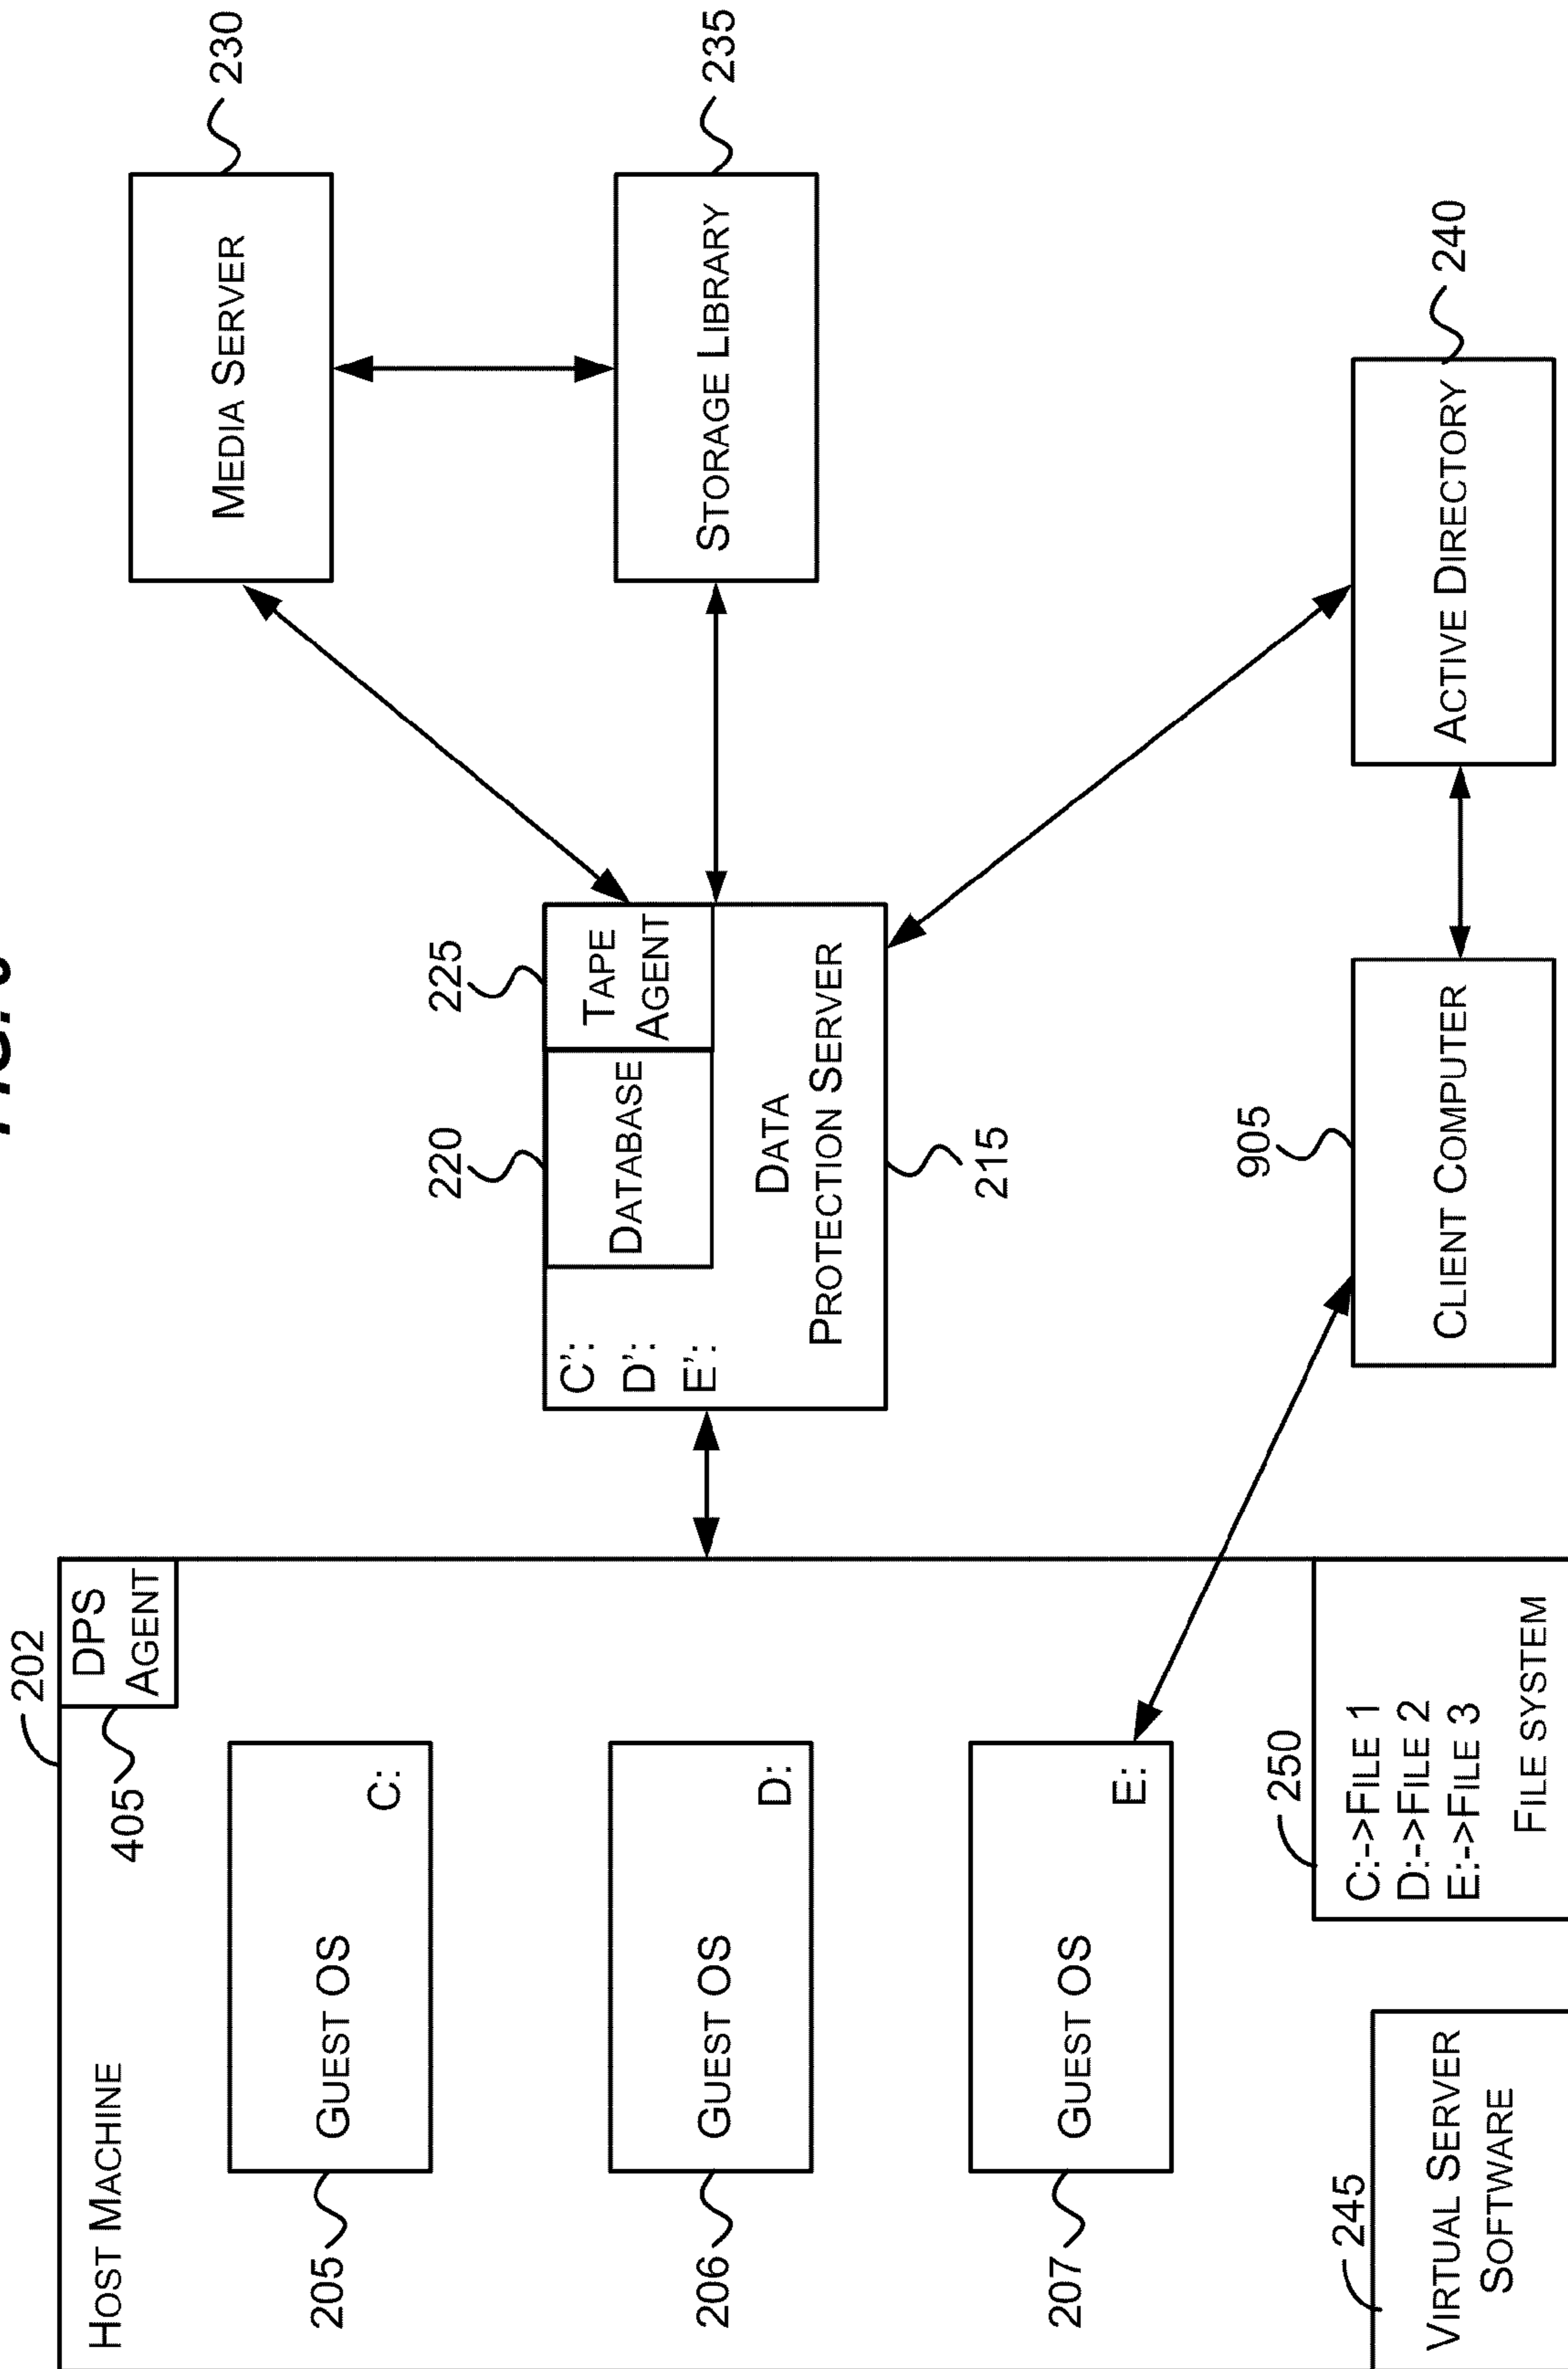 HOST MACHINE
202
DPS
AGENT
405
205
GUEST OS
C:
206
GUEST OS
D:
207
GUEST OS
E:
245
VIRTUAL SERVER
SOFTWARE
250
C:->FILE 1
D:->FILE 2
E:->FILE 3
FILE SYSTEM
C':
D':
E':
220
DATABASE
225
TAPE
AGENT
DATA
PROTECTION SERVER
215
905
CLIENT COMPUTER
MEDIA SERVER
230
STORAGE LIBRARY
235
ACTIVE DIRECTORY
240